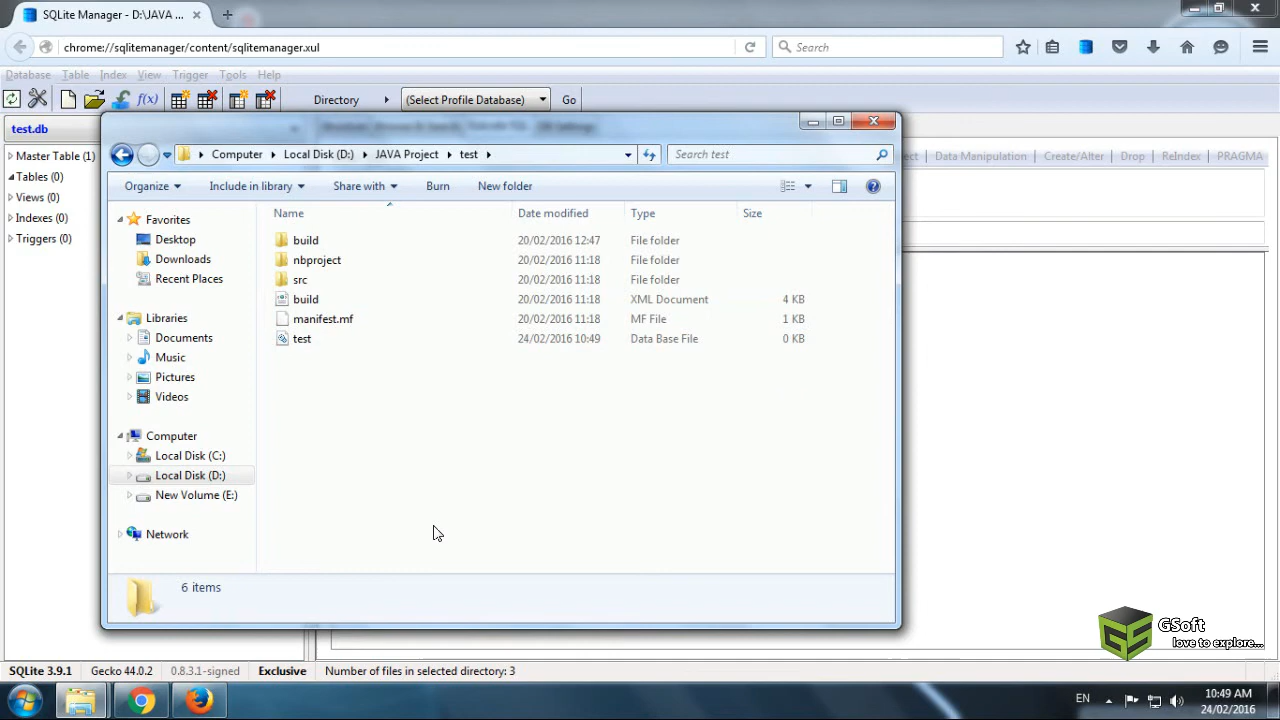 SQLite Manager - D:\JAVA ...
chrome://sqlitemanager/content/sqlitemanager.xul
Search
Database Table Index View Trigger Tools Help
f(x) Directory (Select Profile Database) Go
test.db
Master Table (1)
Tables (0)
Views (0)
Indexes (0)
Triggers (0)
Data Manipulation Create/Alter Drop ReIndex PRAGMA
Computer Local Disk (D:) JAVA Project test
Search test
Organize Include in library Share with Burn New folder
Favorites
Desktop
Downloads
Recent Places
Libraries
Documents
Music
Pictures
Videos
Computer
Local Disk (C:)
Local Disk (D:)
New Volume (E:)
Network
Name Date modified Type Size
build 20/02/2016 12:47 File folder
nbproject 20/02/2016 11:18 File folder
src 20/02/2016 11:18 File folder
build 20/02/2016 11:18 XML Document 4 KB
manifest.mf 20/02/2016 11:18 MF File 1 KB
test 24/02/2016 10:49 Data Base File 0 KB
6 items
GSoft
love to explore...
SQLite 3.9.1 Gecko 44.0.2 0.8.3.1-signed Exclusive Number of files in selected directory: 3
EN
10:49 AM
24/02/2016